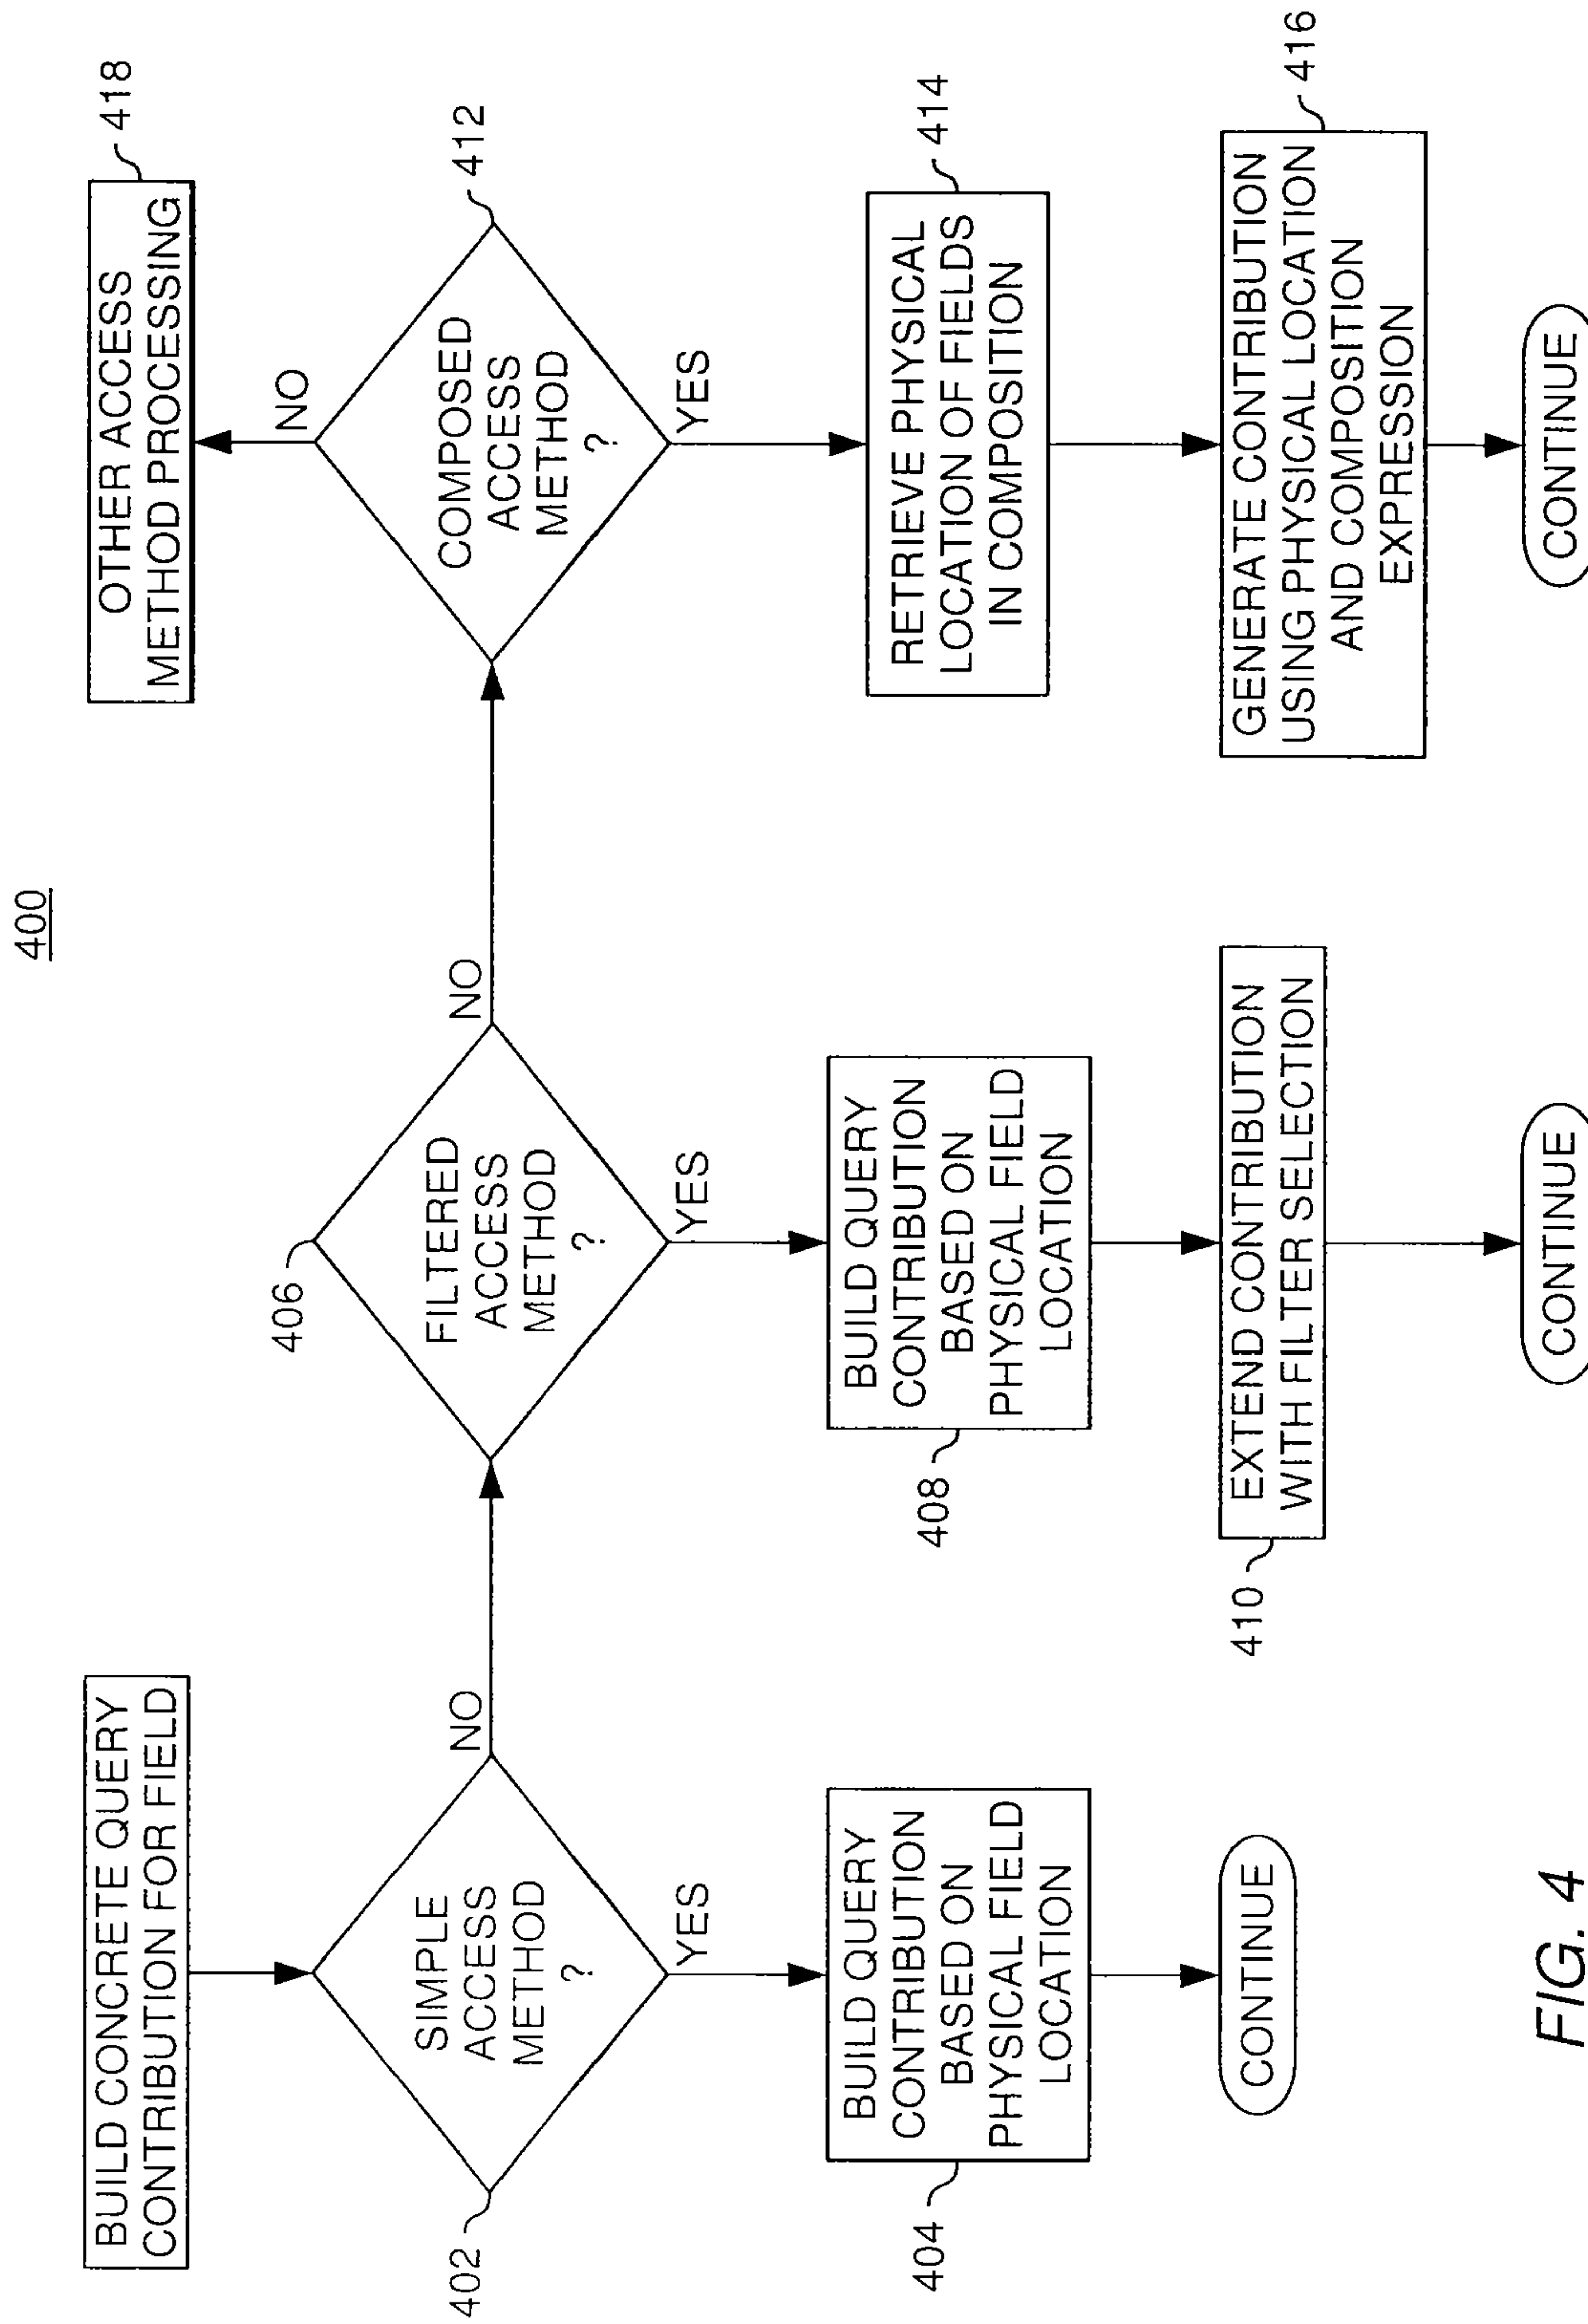 400
BUILD CONCRETE QUERY
CONTRIBUTION FOR FIELD
402
SIMPLE
ACCESS
METHOD
?
NO
YES
404
BUILD QUERY
CONTRIBUTION
BASED ON
PHYSICAL FIELD
LOCATION
CONTINUE
406
FILTERED
ACCESS
METHOD
?
NO
YES
408
BUILD QUERY
CONTRIBUTION
BASED ON
PHYSICAL FIELD
LOCATION
410
EXTEND CONTRIBUTION
WITH FILTER SELECTION
CONTINUE
OTHER ACCESS
METHOD PROCESSING
418
NO
COMPOSED
ACCESS
METHOD
?
412
YES
RETRIEVE PHYSICAL
LOCATION OF FIELDS
IN COMPOSITION
414
GENERATE CONTRIBUTION
USING PHYSICAL LOCATION
AND COMPOSITION
EXPRESSION
416
CONTINUE
FIG. 4